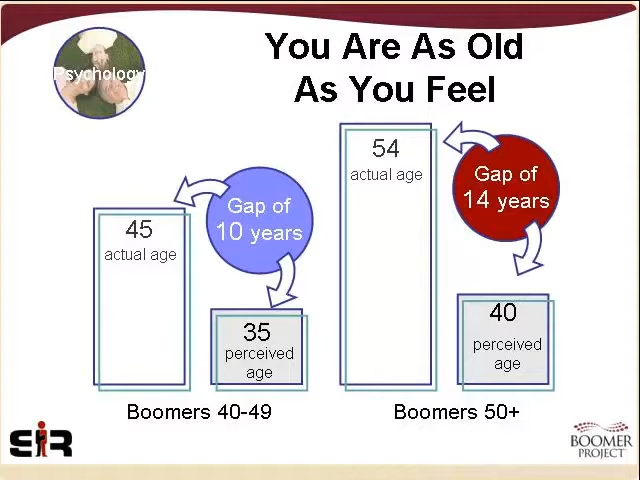 Psychology
You Are As Old
As You Feel
45
actual age
Gap of
10 years
35
perceived
age
Boomers 40-49
54
actual age
Gap of
14 years
40
perceived
age
Boomers 50+
SIR
BOOMER
PROJECT